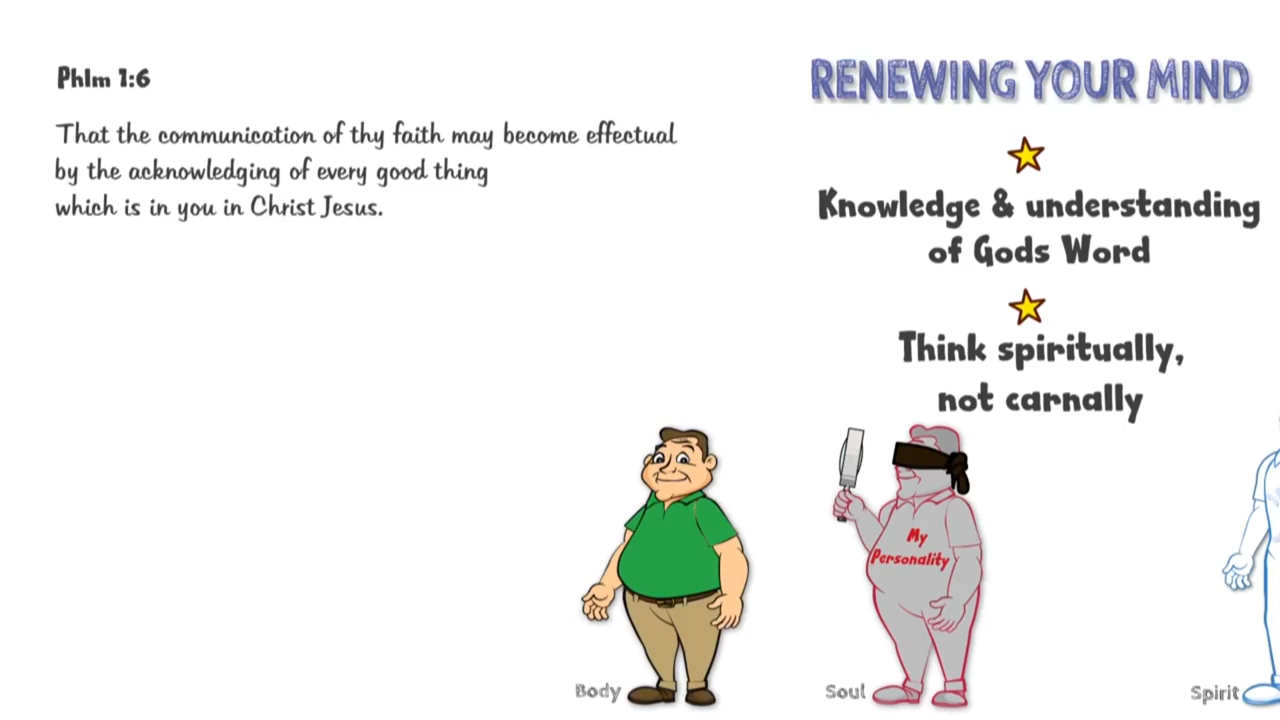 Phlm 1:6
That the communication of thy faith may become effectual
by the acknowledging of every good thing
which is in you in Christ Jesus.
RENEWING YOUR MIND
Knowledge & understanding
of Gods Word
Think spiritually,
not carnally
My
Personality
Body
Soul
Spirit